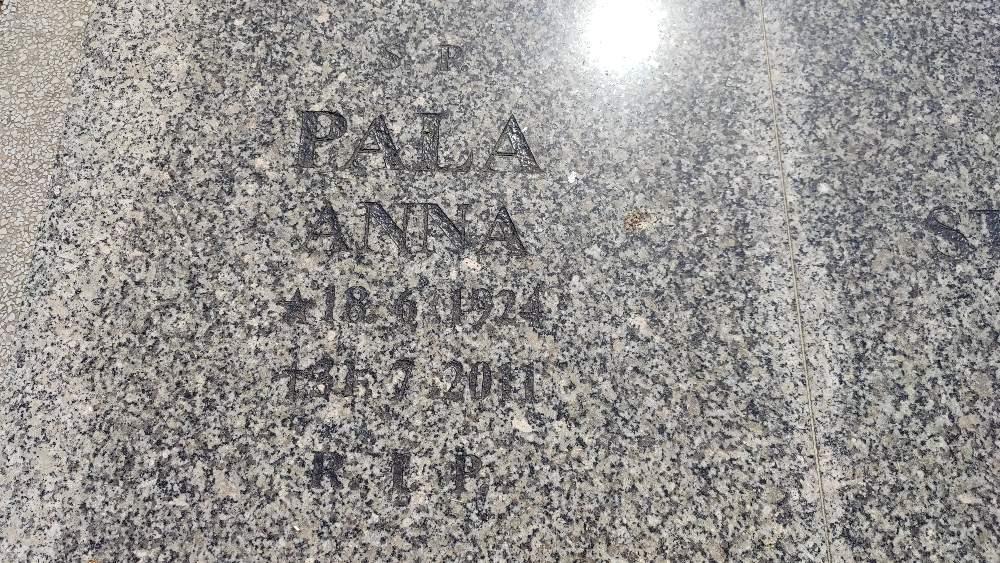 S P
PALA
ANNA
★ 18 6 1924
† 31 7 2011
R I P